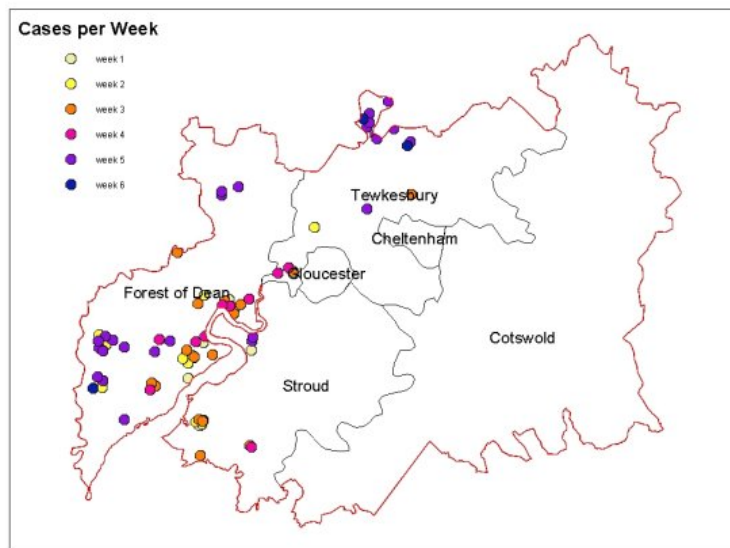 Cases per Week
week 1
week 2
week 3
week 4
week 5
week 6
Tewkesbury
Cheltenham
Gloucester
Forest of Dean
Cotswold
Stroud